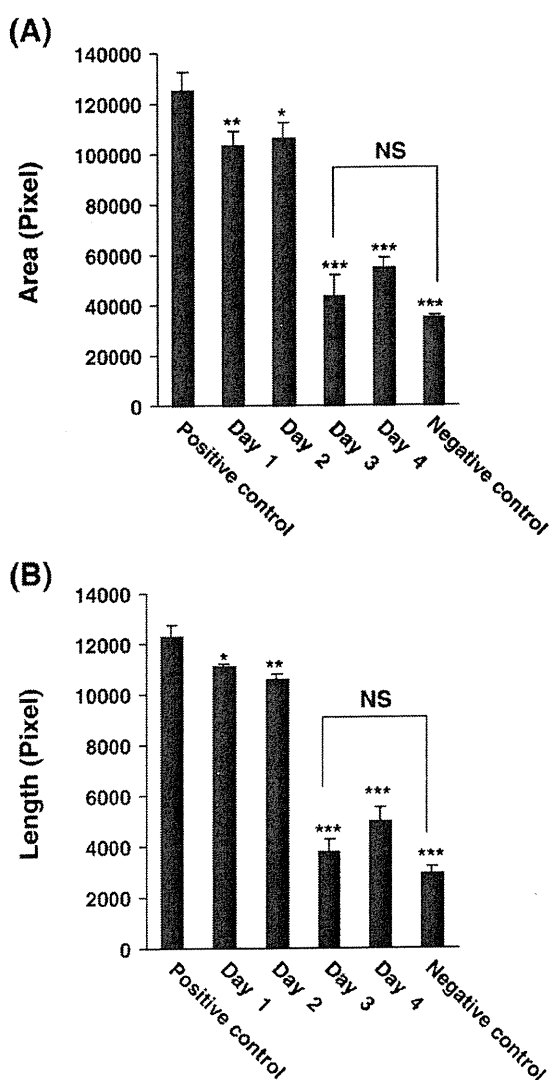 (A)
Area (Pixel)
140000
120000
100000
80000
60000
40000
20000
0
**
*
***
***
***
NS
Positive control
Day 1
Day 2
Day 3
Day 4
Negative control
(B)
Length (Pixel)
14000
12000
10000
8000
6000
4000
2000
0
*
**
***
***
***
NS
Positive control
Day 1
Day 2
Day 3
Day 4
Negative control